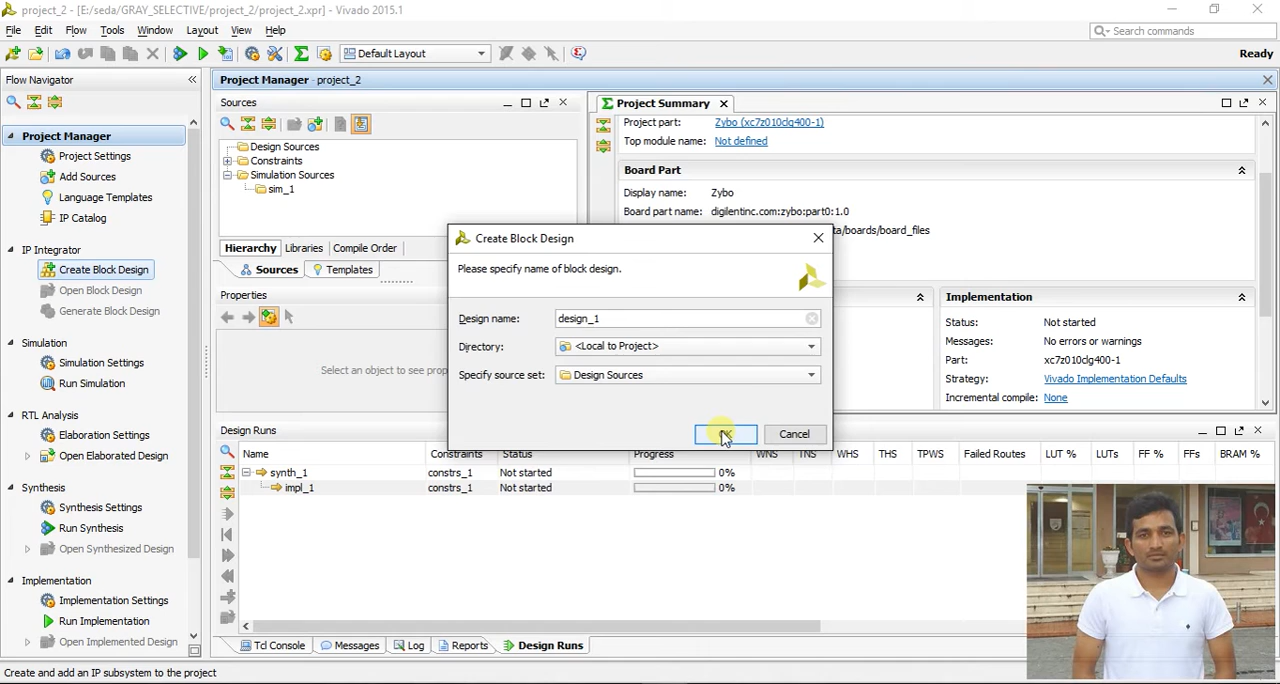 project_2 - [E:/seda/GRAY_SELECTIVE/project_2/project_2.xpr] - Vivado 2015.1
File Edit Flow Tools Window Layout View Help
Search commands
Default Layout
Ready
Flow Navigator
Project Manager - project_2
Project Manager
Project Settings
Add Sources
Language Templates
IP Catalog
IP Integrator
Create Block Design
Open Block Design
Generate Block Design
Simulation
Simulation Settings
Run Simulation
RTL Analysis
Elaboration Settings
Open Elaborated Design
Synthesis
Synthesis Settings
Run Synthesis
Open Synthesized Design
Implementation
Implementation Settings
Run Implementation
Open Implemented Design
Sources
Design Sources
Constraints
Simulation Sources
sim_1
Hierarchy Libraries Compile Order
Sources Templates
Properties
Select an object to see prop
Project Summary
Project part: Zybo (xc7z010clg400-1)
Top module name: Not defined
Board Part
Display name: Zybo
Board part name: digilentinc.com:zybo:part0:1.0
ta/boards/board_files
Implementation
Status: Not started
Messages: No errors or warnings
Part: xc7z010clg400-1
Strategy: Vivado Implementation Defaults
Incremental compile: None
Create Block Design
Please specify name of block design.
Design name: design_1
Directory: <Local to Project>
Specify source set: Design Sources
Cancel
Design Runs
Name Constraints Status Progress WNS TNS WHS THS TPWS Failed Routes LUT % LUTs FF % FFs BRAM %
synth_1 constrs_1 Not started 0%
impl_1 constrs_1 Not started 0%
Tcl Console Messages Log Reports Design Runs
Create and add an IP subsystem to the project